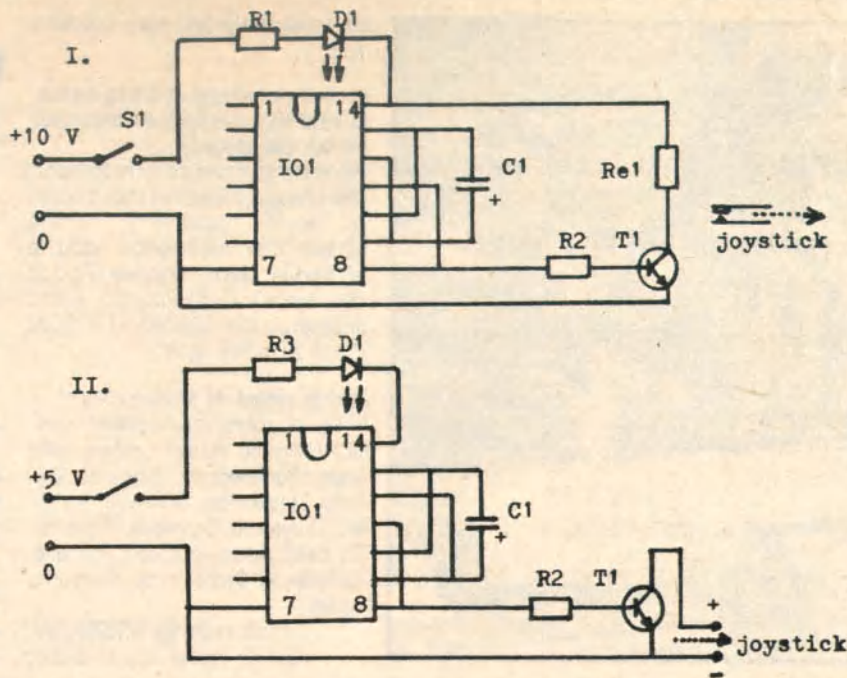 R1 D1
I.
1 14
+10 V S1
IO1 C1
+
Re1
0
R2 T1
joystick
7 8
R3 D1
II.
1 14
+5 V
IO1 C1
+
0
R2 T1
7 8
+
joystick
-